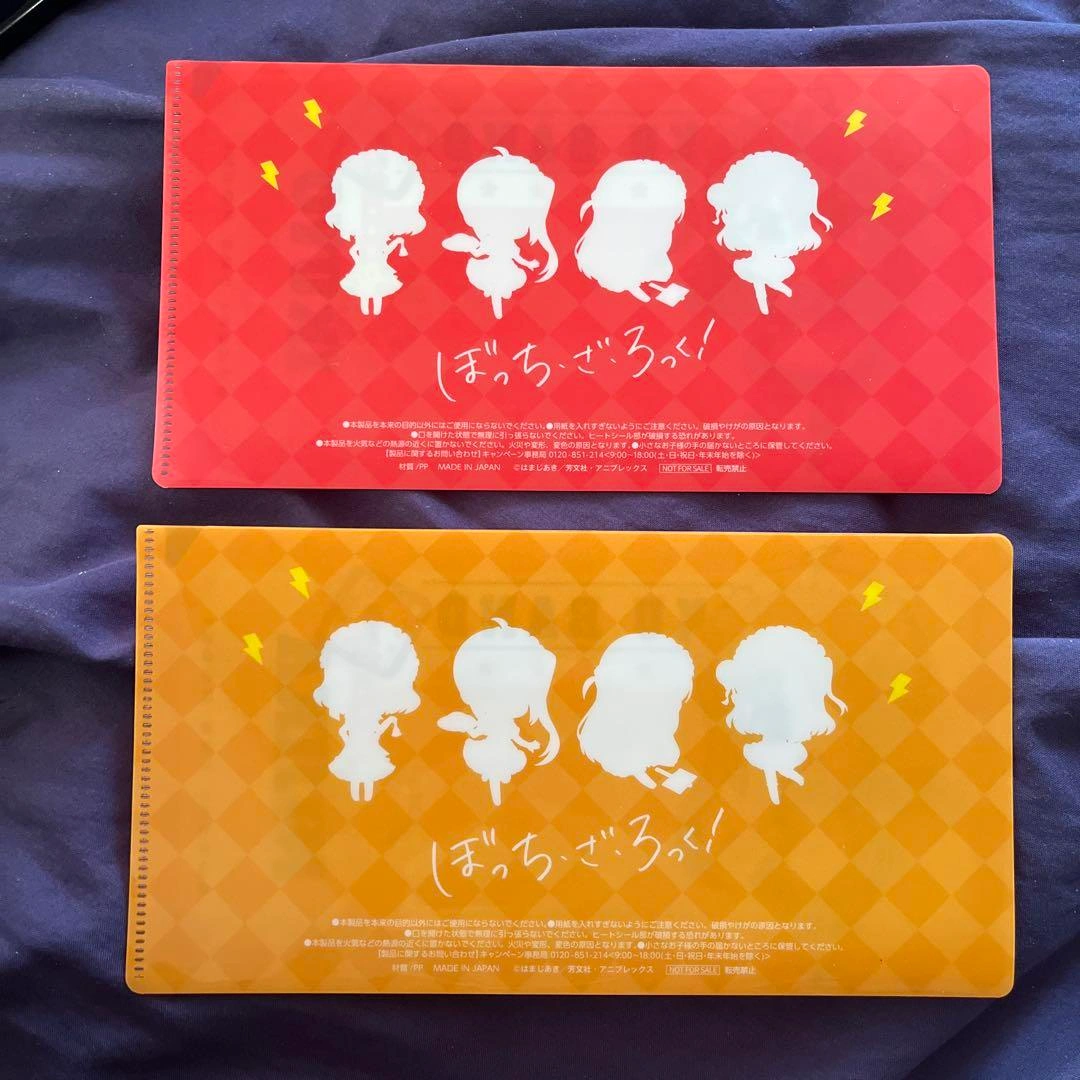 ぼっち・ざ・ろっく!
●本製品を本来の目的以外にはご使用にならないでください。●用紙を入れすぎないようにご注意ください。破損やけがの原因となります。
●口を開けた状態で無理に引っ張らないでください。ヒートシール部が破損する恐れがあります。
●本製品を火気などの熱源の近くに置かないでください。火災や変形、変色の原因となります。●小さなお子様の手の届かないところに保管してください。
【製品に関するお問い合わせ】キャンペーン事務局 0120-851-214<9:00~18:00(土・日・祝日・年末年始を除く)>
材質/PP MADE IN JAPAN ©はまじあき/芳文社・アニプレックス NOT FOR SALE 転売禁止
ぼっち・ざ・ろっく!
●本製品を本来の目的以外にはご使用にならないでください。●用紙を入れすぎないようにご注意ください。破損やけがの原因となります。
●口を開けた状態で無理に引っ張らないでください。ヒートシール部が破損する恐れがあります。
●本製品を火気などの熱源の近くに置かないでください。火災や変形、変色の原因となります。●小さなお子様の手の届かないところに保管してください。
【製品に関するお問い合わせ】キャンペーン事務局 0120-851-214<9:00~18:00(土・日・祝日・年末年始を除く)>
材質/PP MADE IN JAPAN ©はまじあき/芳文社・アニプレックス NOT FOR SALE 転売禁止